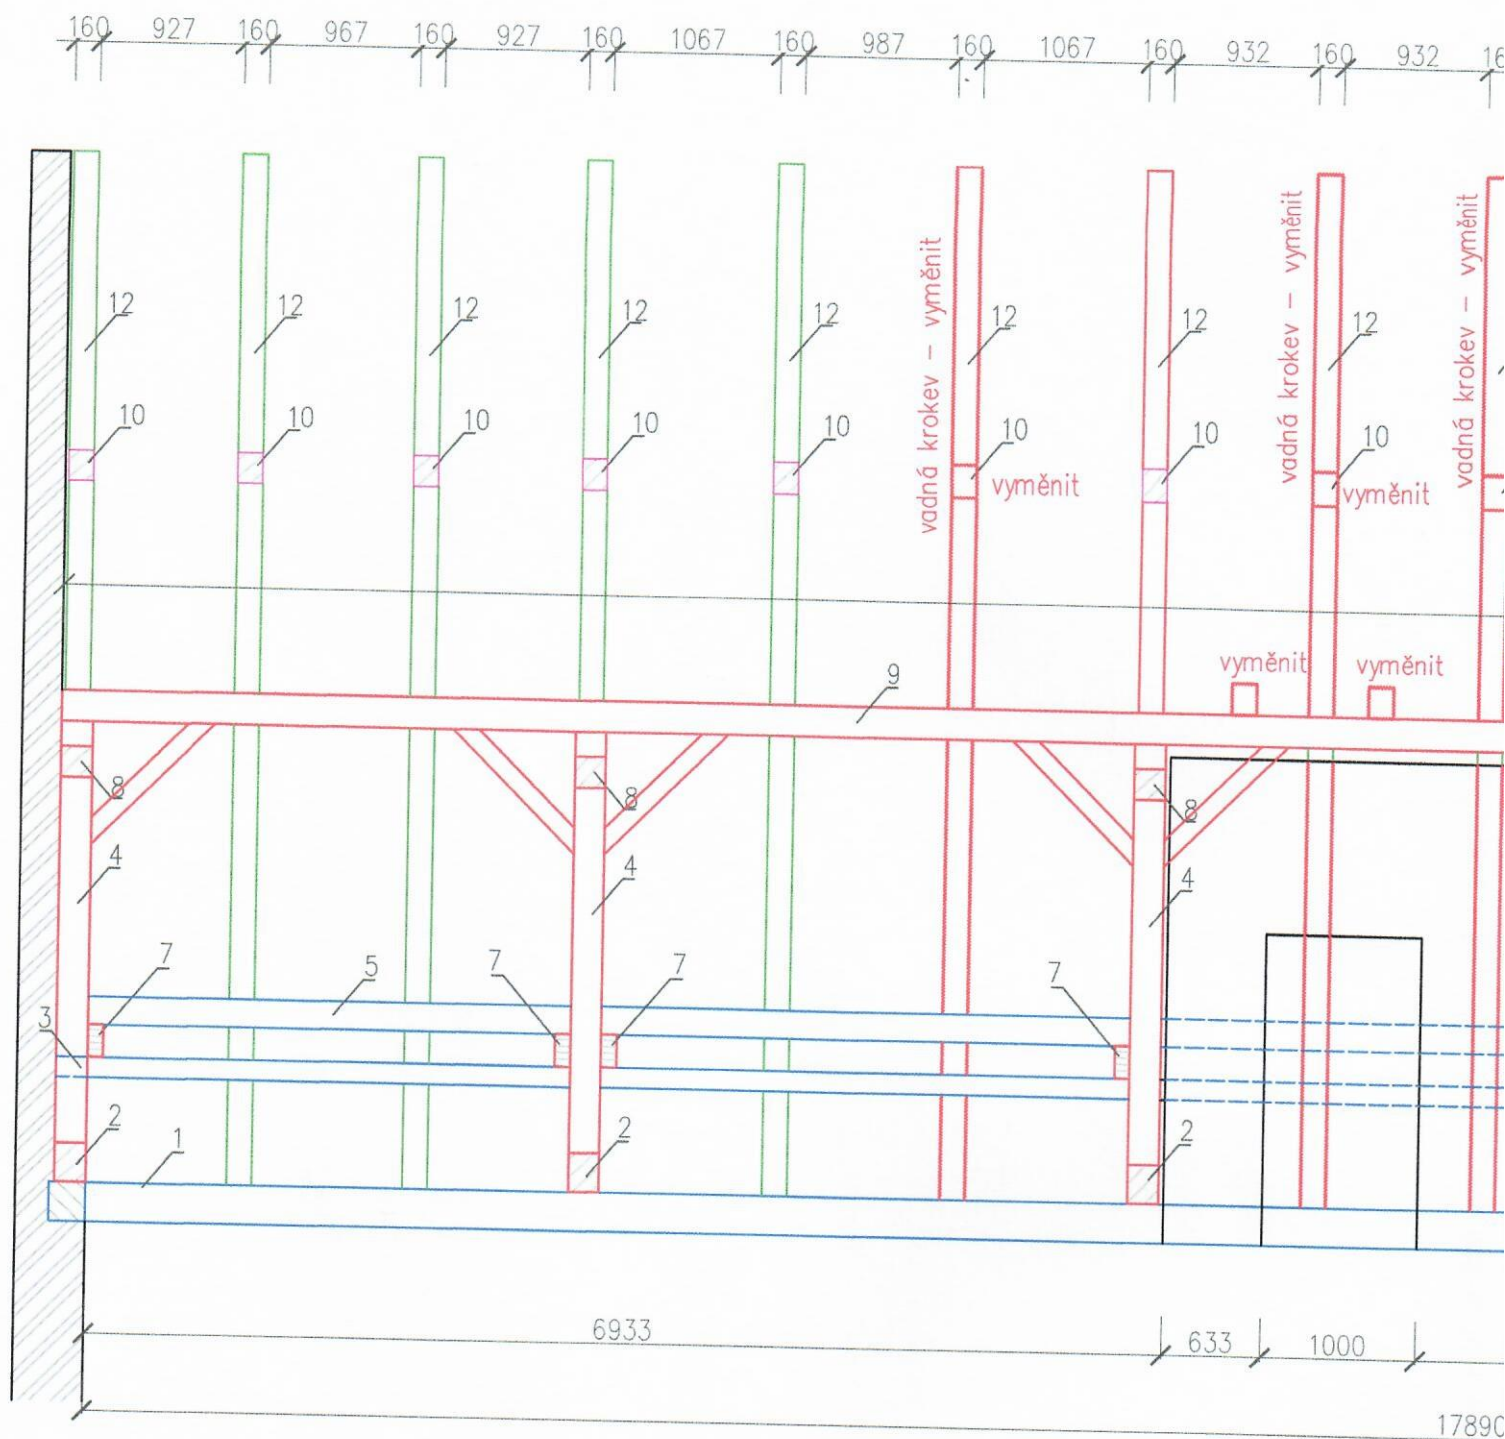 160 927 160 967 160 927 160 1067 160 987 160 1067 160 932 160 932 16
vadná krokev – vyměnit
vadná krokev – vyměnit
vadná krokev – vyměnit
12 12 12 12 12 12 12 12
10 10 10 10 10 10 10 10
vyměnit vyměnit
vyměnit vyměnit
9
8 8 8
4 4 4
7 5 7 7 7
3
2 1 2 2
6933 633 1000
17890